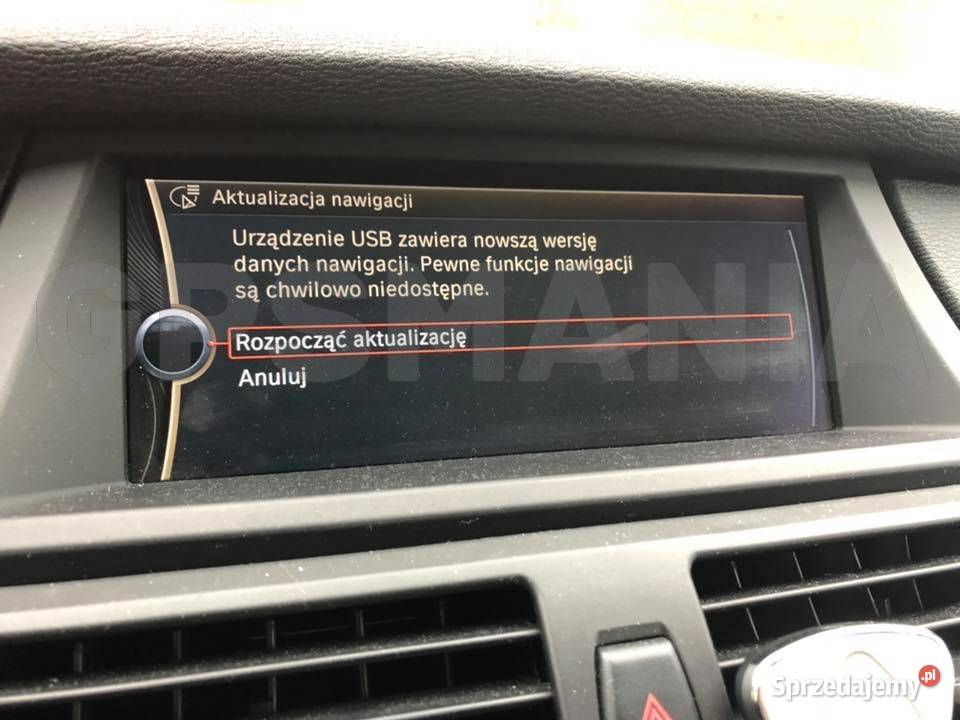 Aktualizacja nawigacji
Urządzenie USB zawiera nowszą wersję
danych nawigacji. Pewne funkcje nawigacji
są chwilowo niedostępne.
GPSMANIA
Rozpocząć aktualizację
Anuluj
Sprzedajemy.pl